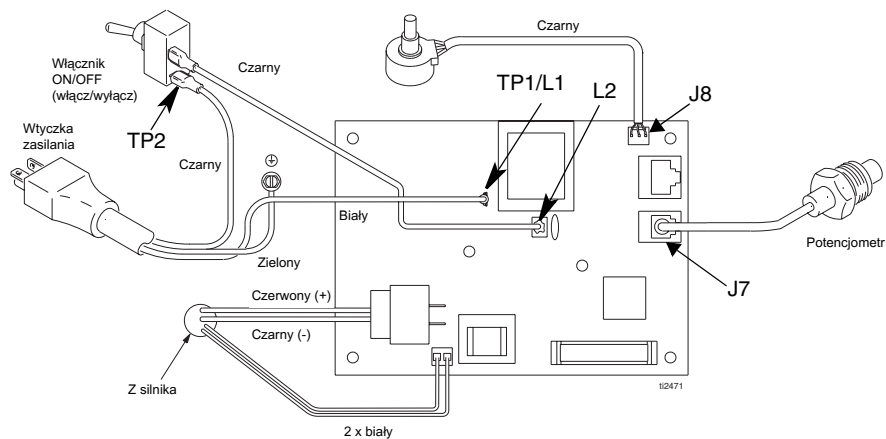 Czarny
Włącznik
ON/OFF
(włącz/wyłącz)
Czarny
TP1/L1
L2
J8
TP2
Wtyczka
zasilania
Czarny
Biały
Zielony
Potencjometr
J7
Czerwony (+)
Czarny (-)
Z silnika
2 x biały
ti2471